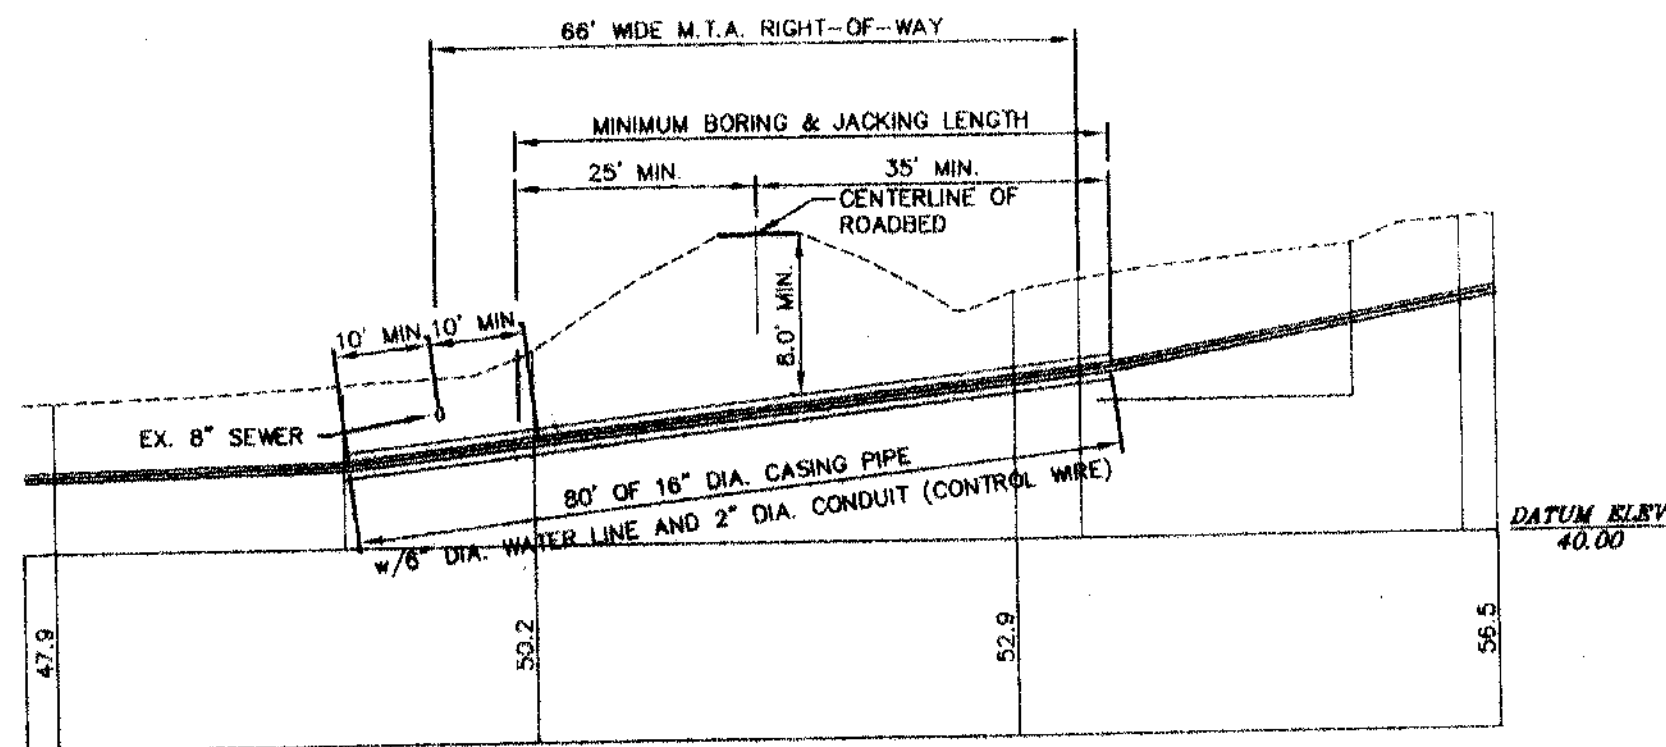 66' WIDE M.T.A. RIGHT-OF-WAY
MINIMUM BORING & JACKING LENGTH
25' MIN.
35' MIN.
CENTERLINE OF
ROADBED
8.0' MIN.
10' MIN
10' MIN
EX. 8" SEWER
80' OF 16" DIA. CASING PIPE
w/6" DIA. WATER LINE AND 2" DIA. CONDUIT (CONTROL WIRE)
DATUM ELEV
40.00
47.9
50.2
52.9
56.5